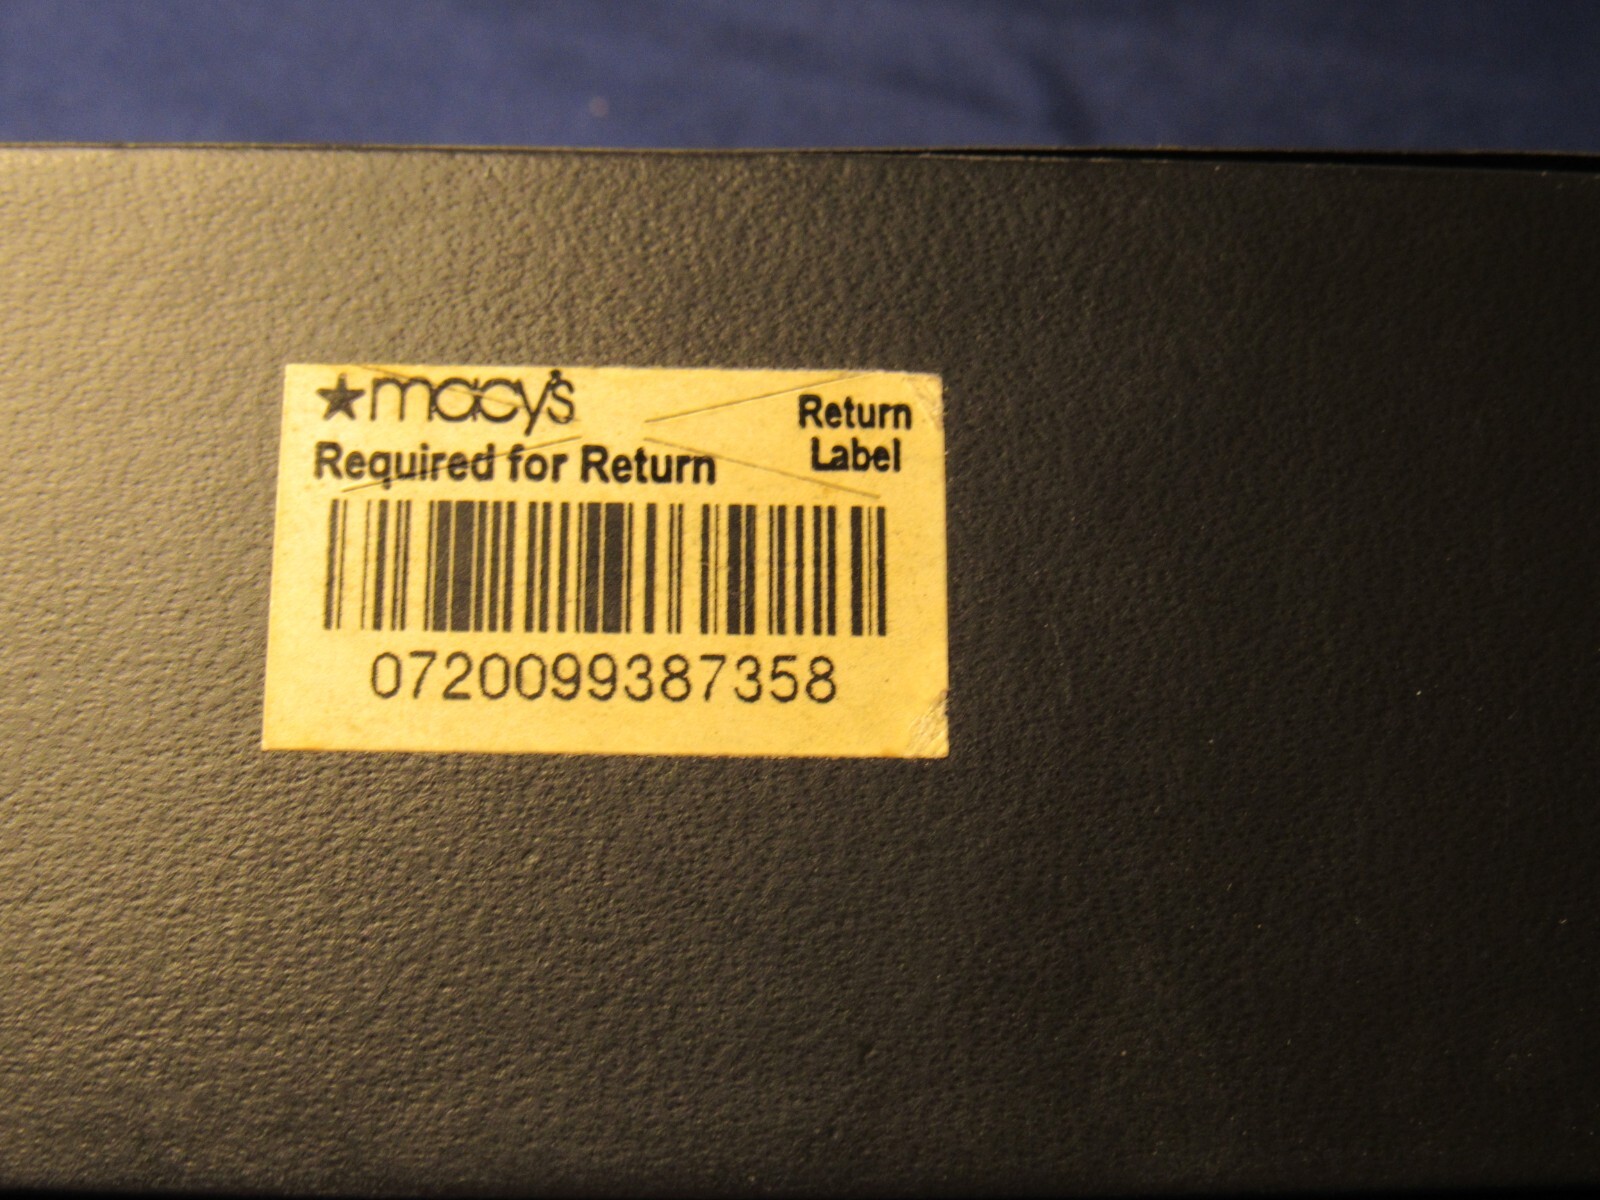 ★macy's
Return
Label
Required for Return
0720099387358